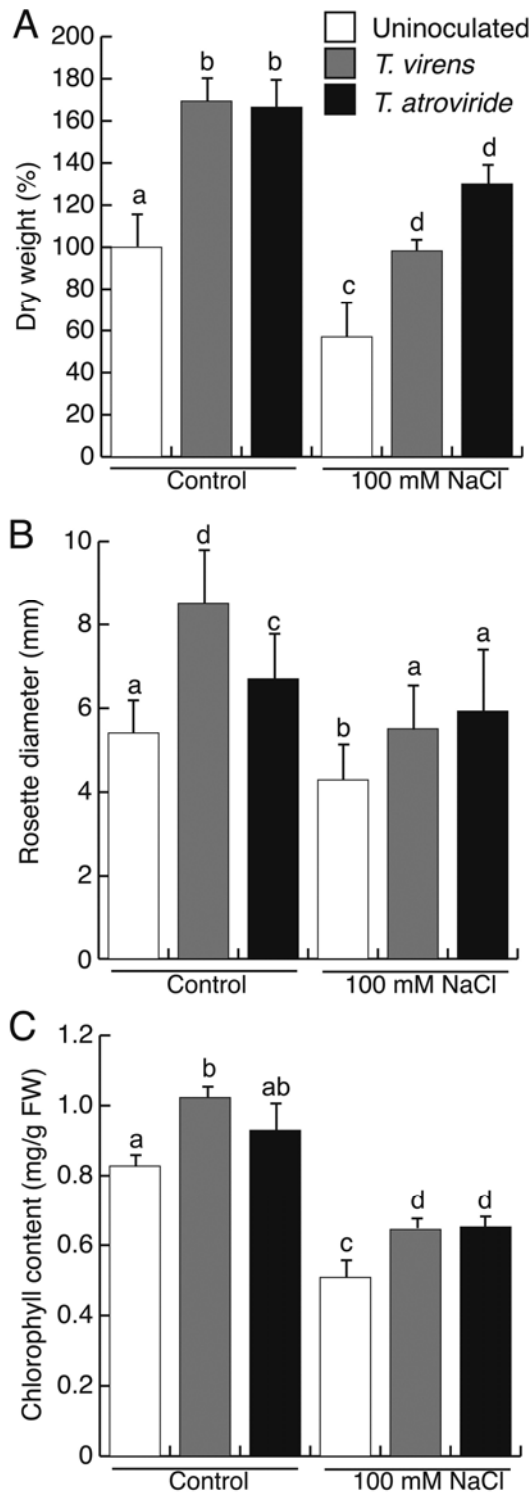 A
Uninoculated
T. virens
T. atroviride
Dry weight (%)
200
180
160
140
120
100
80
60
40
20
0
a
b
b
c
d
d
Control
100 mM NaCl
B
Rosette diameter (mm)
10
8
6
4
2
0
a
d
c
b
a
a
Control
100 mM NaCl
C
Chlorophyll content (mg/g FW)
1.2
1.0
0.8
0.6
0.4
0.2
0
a
b
ab
c
d
d
Control
100 mM NaCl